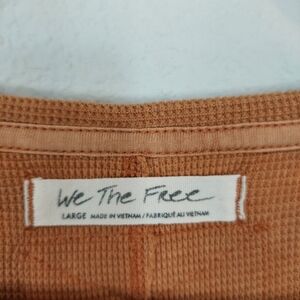 We The Free
LARGE MADE IN VIETNAM / FABRIQUÉ AU VIETNAM